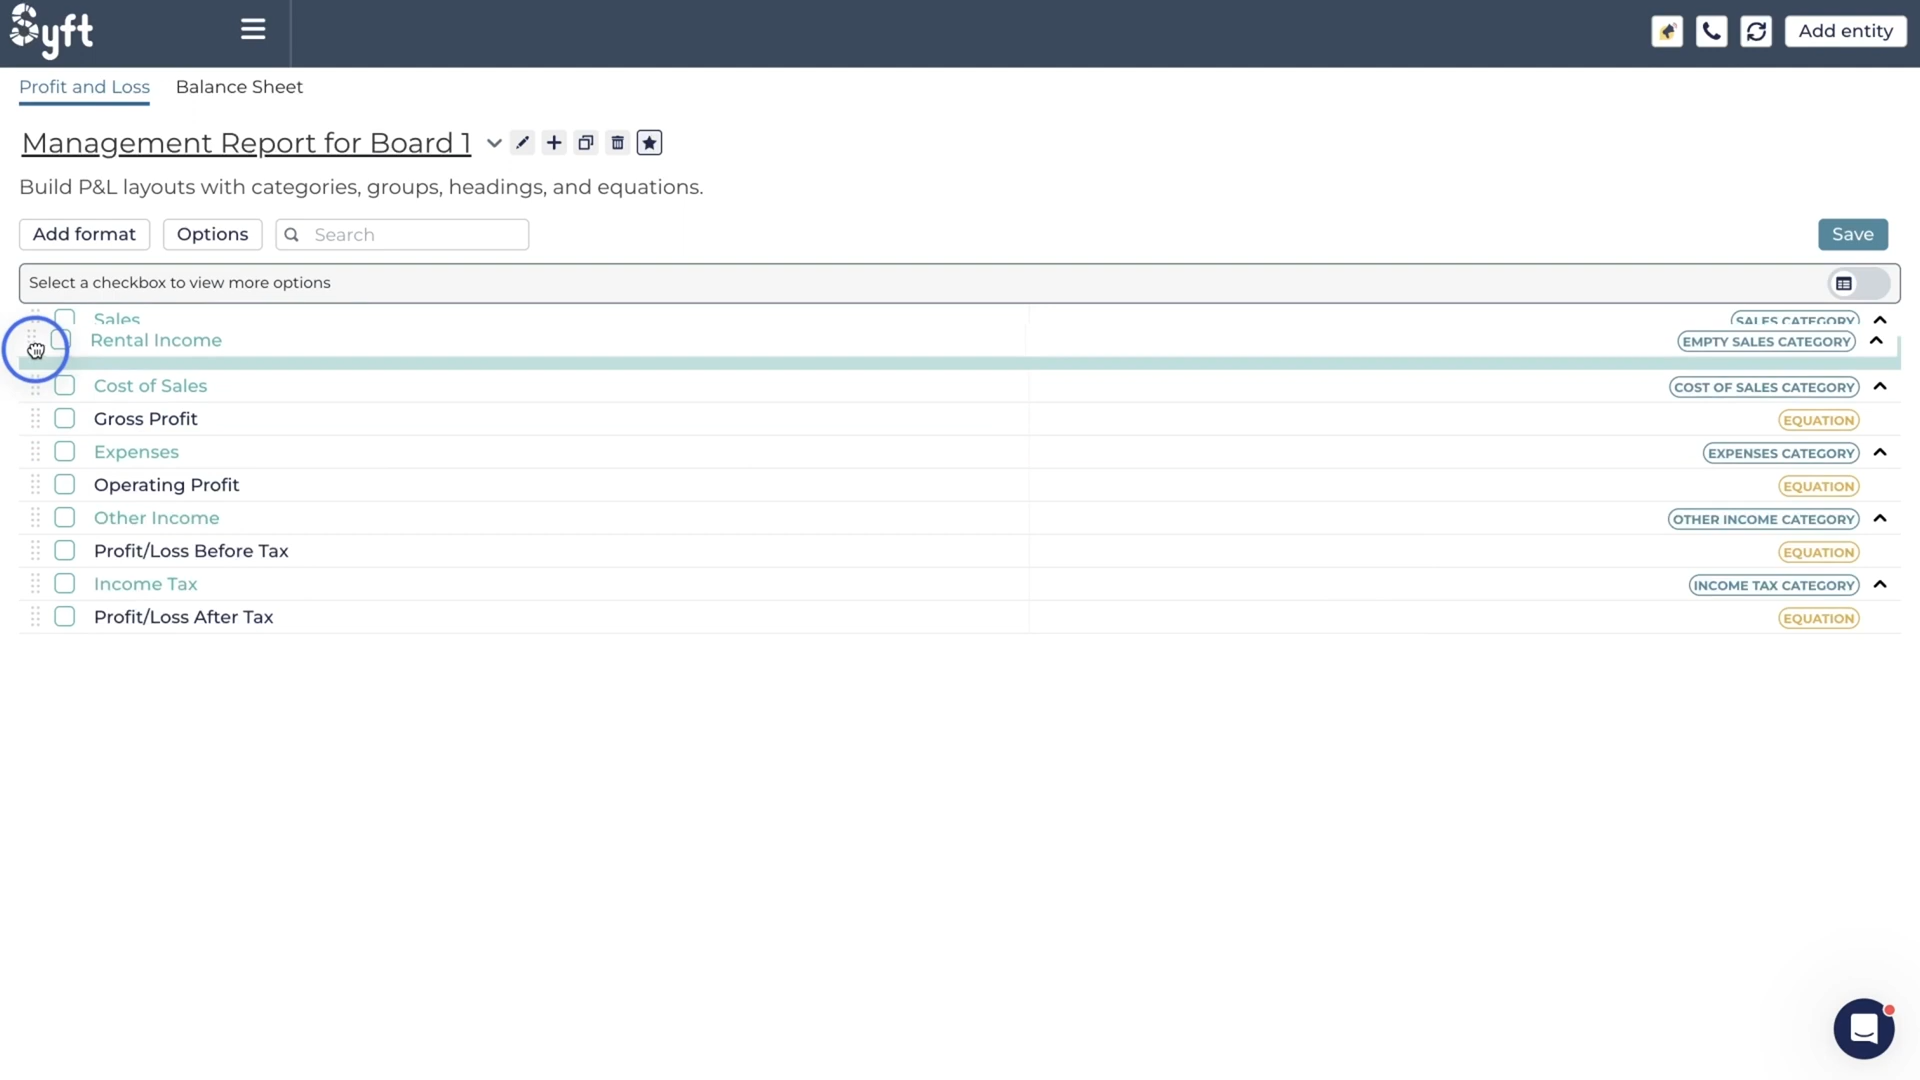 Syft
Add entity
Profit and Loss Balance Sheet
Management Report for Board 1
Build P&L layouts with categories, groups, headings, and equations.
Add format Options Search Save
Select a checkbox to view more options
Sales SALES CATEGORY
Rental Income EMPTY SALES CATEGORY
Cost of Sales COST OF SALES CATEGORY
Gross Profit EQUATION
Expenses EXPENSES CATEGORY
Operating Profit EQUATION
Other Income OTHER INCOME CATEGORY
Profit/Loss Before Tax EQUATION
Income Tax INCOME TAX CATEGORY
Profit/Loss After Tax EQUATION